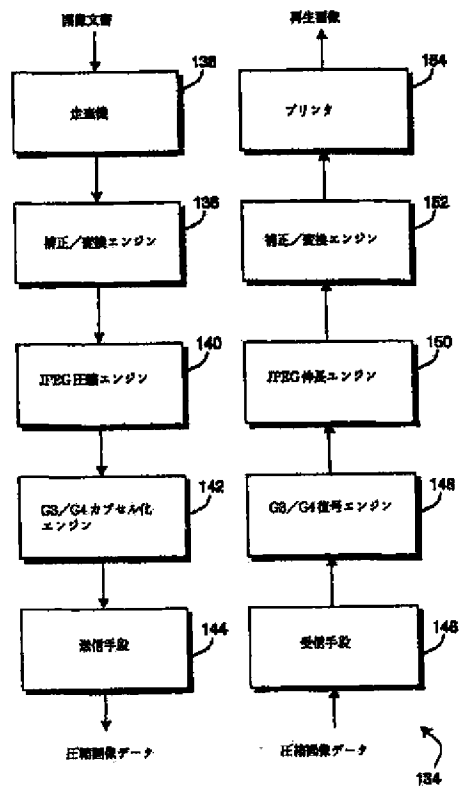 画像文書
138
走査機
136
補正／変換エンジン
140
JPEG圧縮エンジン
142
G3／G4カプセル化
エンジン
144
送信手段
圧縮画像データ
再生画像
154
プリンタ
152
補正／変換エンジン
150
JPEG伸長エンジン
148
G3／G4復号エンジン
146
受信手段
圧縮画像データ
134